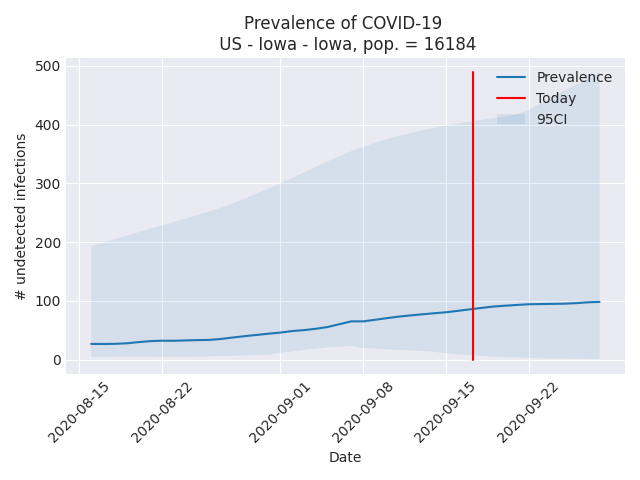 Prevalence of COVID-19
US - Iowa - Iowa, pop. = 16184
500
400
300
200
100
0
# undetected infections
Prevalence
Today
95CI
2020-08-15
2020-08-22
2020-09-01
2020-09-08
2020-09-15
2020-09-22
Date